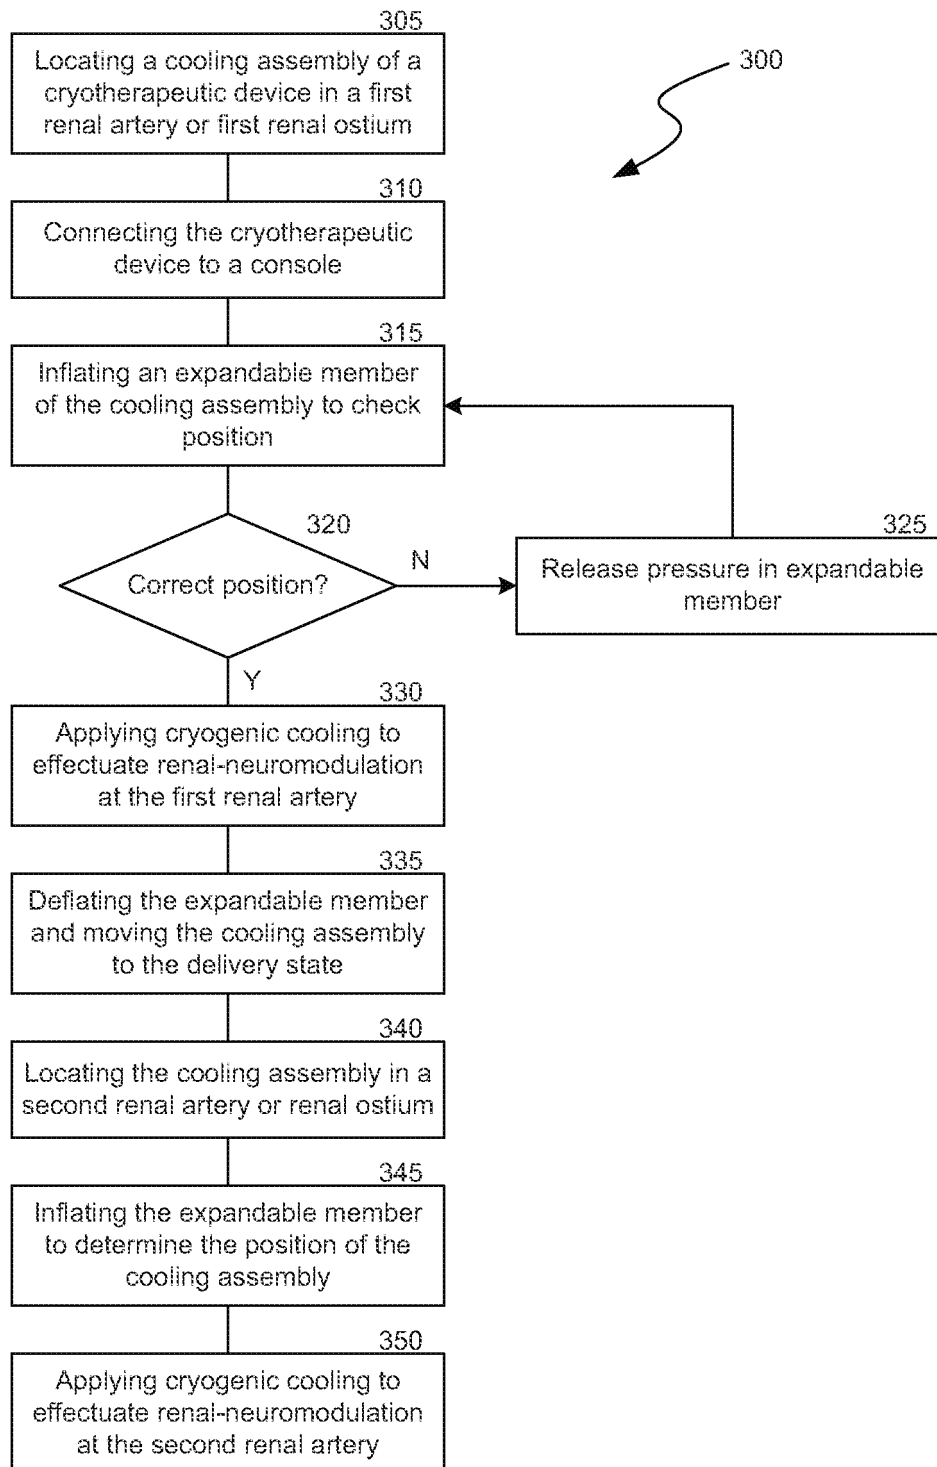 305
Locating a cooling assembly of a
cryotherapeutic device in a first
renal artery or first renal ostium
300
310
Connecting the cryotherapeutic
device to a console
315
Inflating an expandable member
of the cooling assembly to check
position
320
Correct position?
N
325
Release pressure in expandable
member
Y
330
Applying cryogenic cooling to
effectuate renal-neuromodulation
at the first renal artery
335
Deflating the expandable member
and moving the cooling assembly
to the delivery state
340
Locating the cooling assembly in a
second renal artery or renal ostium
345
Inflating the expandable member
to determine the position of the
cooling assembly
350
Applying cryogenic cooling to
effectuate renal-neuromodulation
at the second renal artery